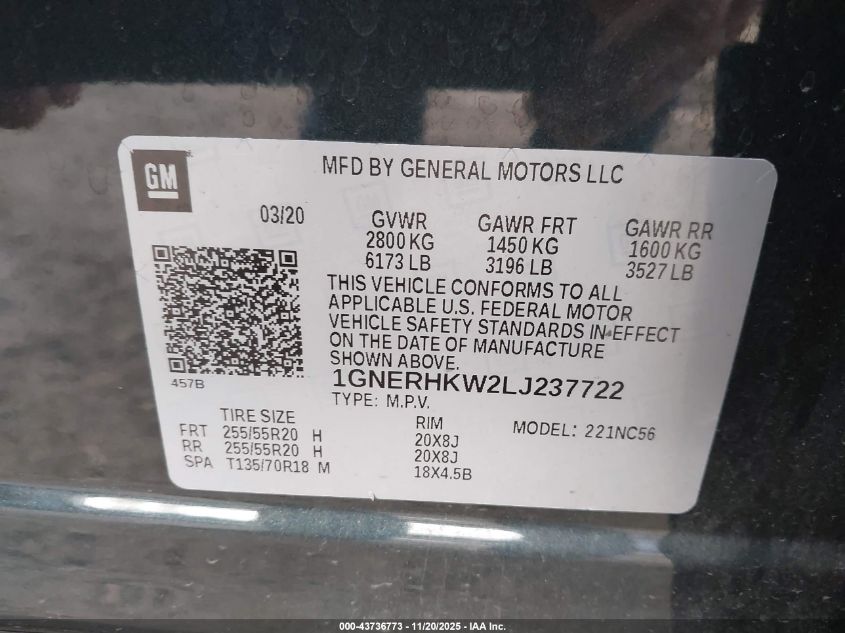 GM
MFD BY GENERAL MOTORS LLC
03/20
GVWR GAWR FRT GAWR RR
2800 KG 1450 KG 1600 KG
6173 LB 3196 LB 3527 LB
THIS VEHICLE CONFORMS TO ALL
APPLICABLE U.S. FEDERAL MOTOR
VEHICLE SAFETY STANDARDS IN EFFECT
ON THE DATE OF MANUFACTURE
SHOWN ABOVE.
457B
1GNERHKW2LJ237722
TYPE: M.P.V.
TIRE SIZE RIM MODEL: 221NC56
FRT 255/55R20 H 20X8J
RR 255/55R20 H 20X8J
SPA T135/70R18 M 18X4.5B
000-43736773 - 11/20/2025 - IAA Inc.